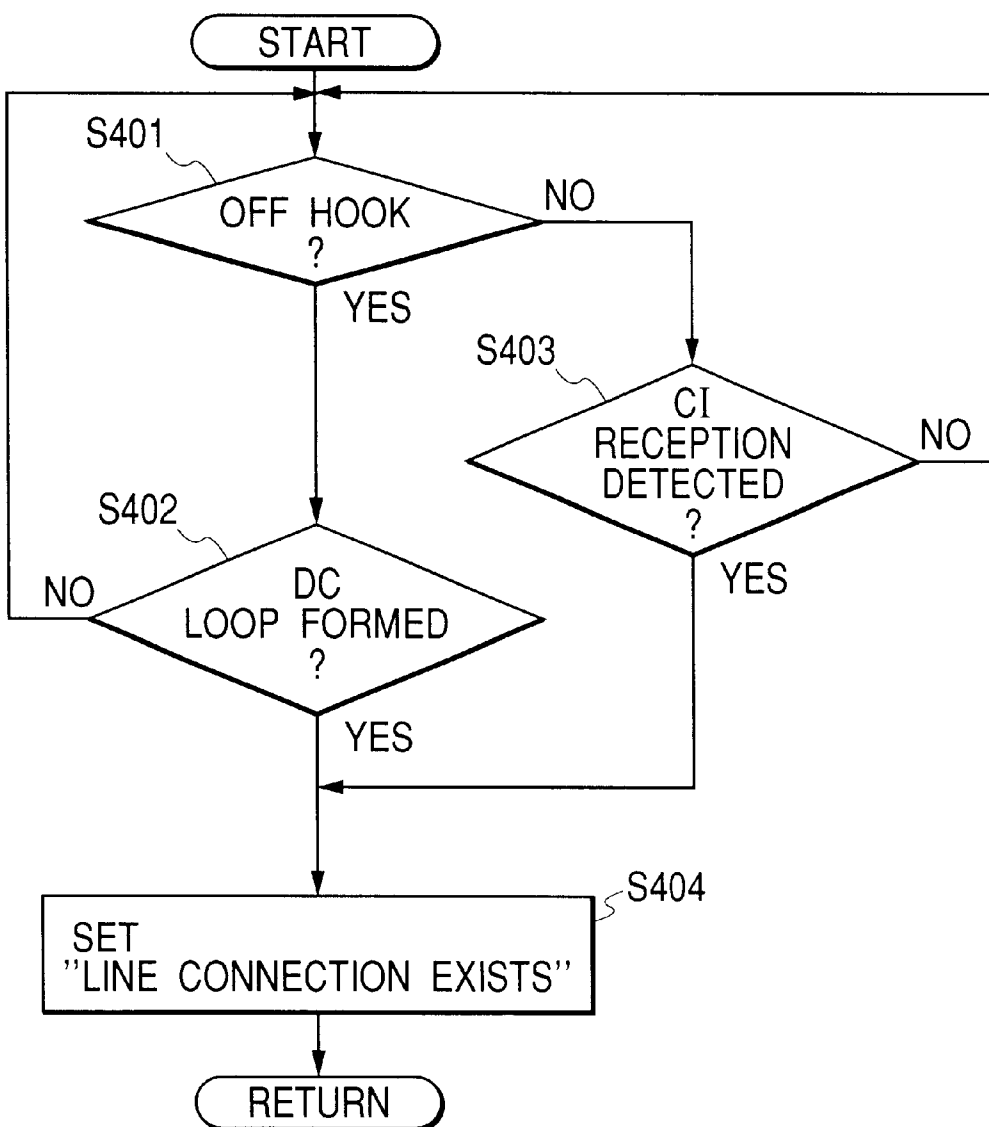 START
S401
OFF HOOK
?
NO
YES
S403
CI
RECEPTION
DETECTED
?
NO
YES
S402
DC
LOOP FORMED
?
NO
YES
S404
SET
"LINE CONNECTION EXISTS"
RETURN